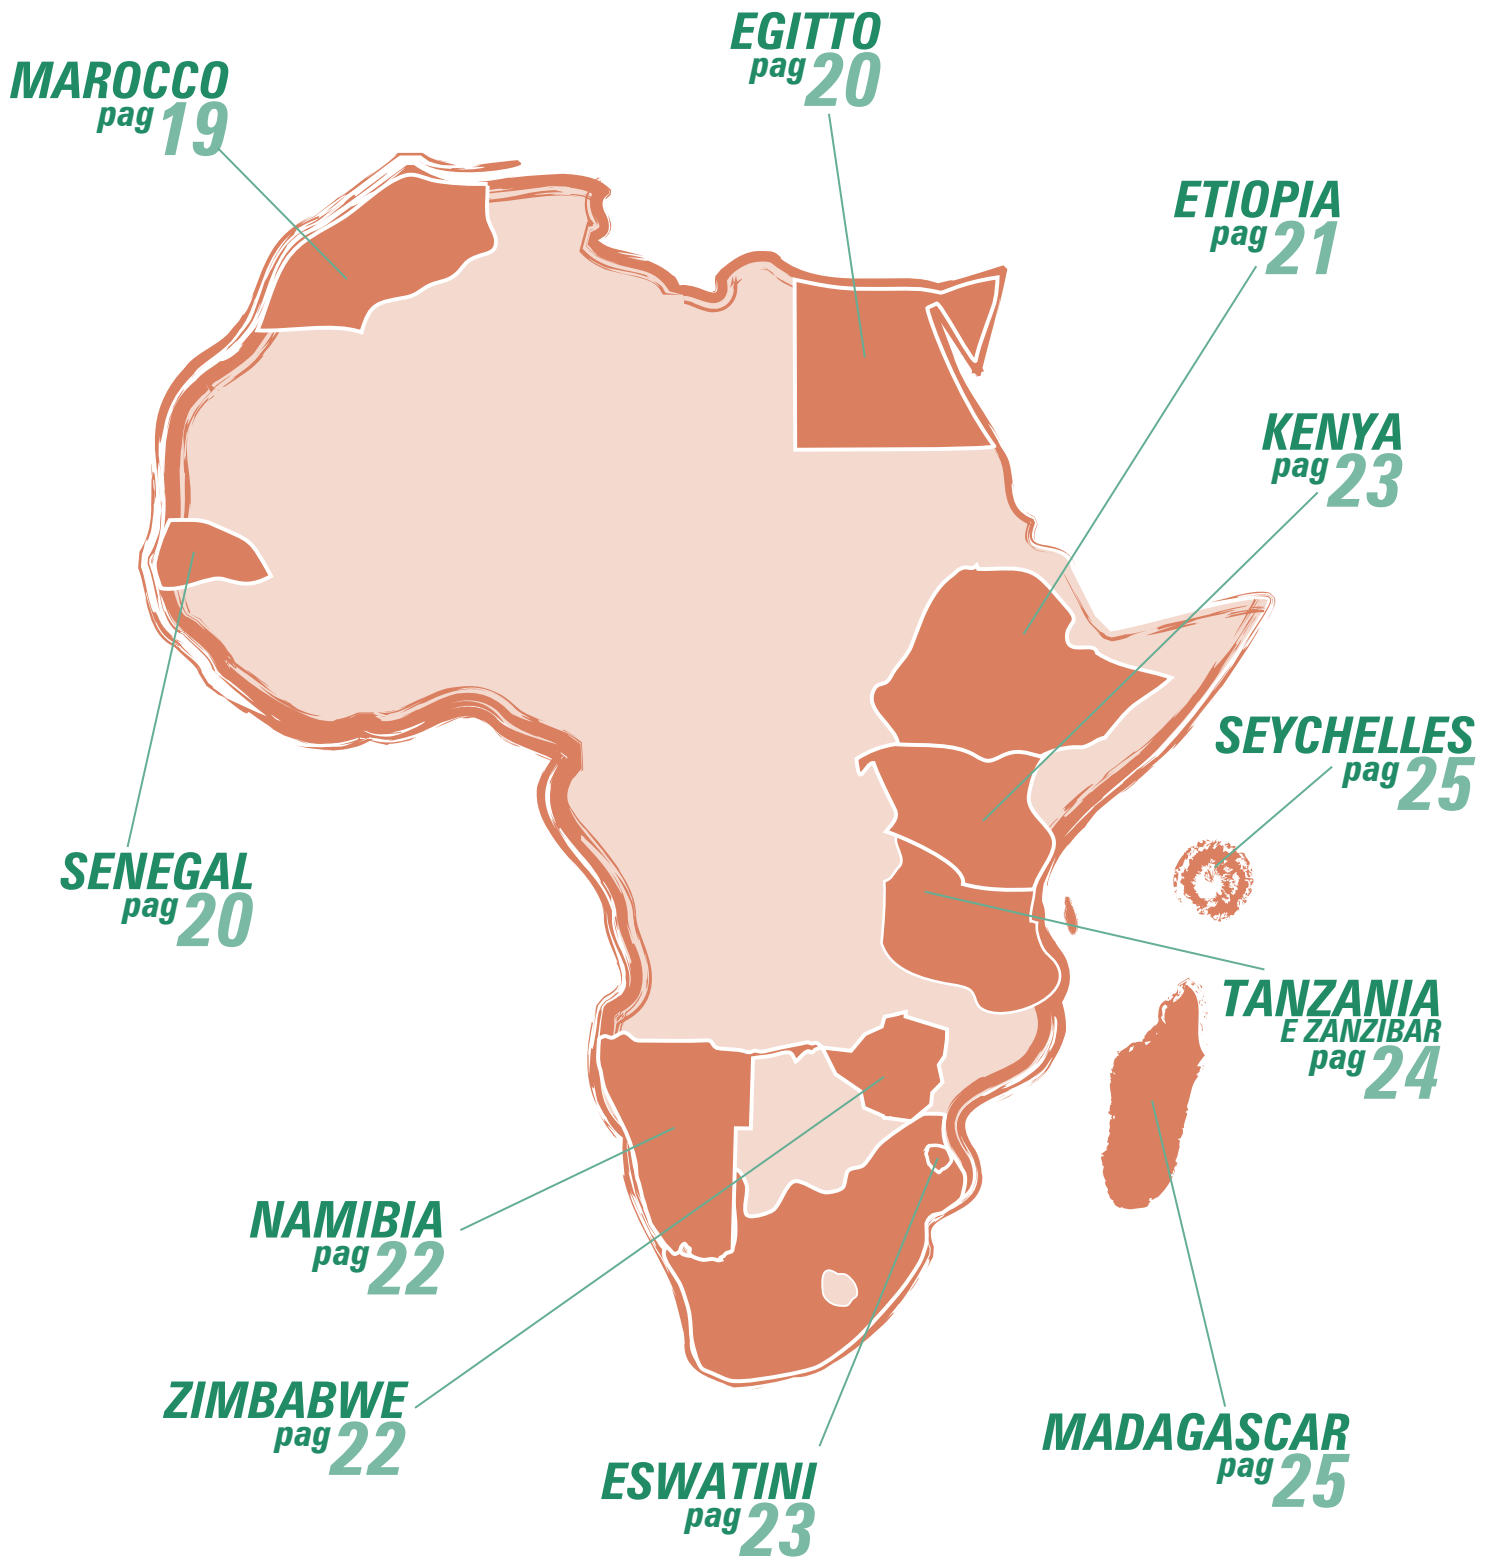 EGITTO
pag 20
MAROCCO
pag 19
ETIOPIA
pag 21
KENYA
pag 23
SEYCHELLES
pag 25
SENEGAL
pag 20
TANZANIA
E ZANZIBAR
pag 24
NAMIBIA
pag 22
ZIMBABWE
pag 22
MADAGASCAR
pag 25
ESWATINI
pag 23